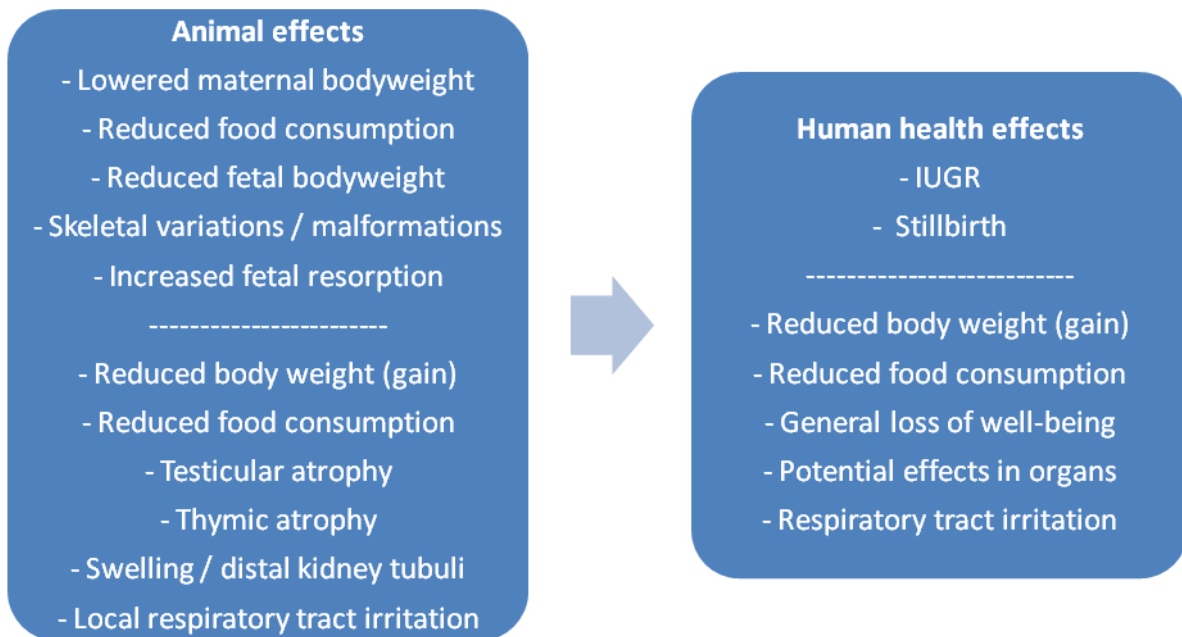 Animal effects
- Lowered maternal bodyweight
- Reduced food consumption
- Reduced fetal bodyweight
- Skeletal variations / malformations
- Increased fetal resorption
------------------------
- Reduced body weight (gain)
- Reduced food consumption
- Testicular atrophy
- Thymic atrophy
- Swelling / distal kidney tubuli
- Local respiratory tract irritation
Human health effects
- IUGR
- Stillbirth
---------------------------
- Reduced body weight (gain)
- Reduced food consumption
- General loss of well-being
- Potential effects in organs
- Respiratory tract irritation